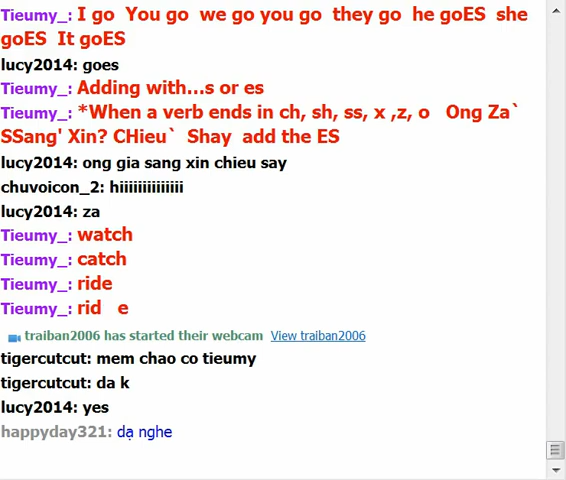 Tieumy_: I go  You go  we go you go  they go  he goES  she
goES  It goES
lucy2014: goes
Tieumy_: Adding with...s or es
Tieumy_: *When a verb ends in ch, sh, ss, x ,z, o   Ong Za`
SSang' Xin? CHieu`  Shay  add the ES
lucy2014: ong gia sang xin chieu say
chuvoicon_2: hiiiiiiiiiiiiii
lucy2014: za
Tieumy_: watch
Tieumy_: catch
Tieumy_: ride
Tieumy_: rid   e
traiban2006 has started their webcam  View traiban2006
tigercutcut: mem chao co tieumy
tigercutcut: da k
lucy2014: yes
happyday321: dạ nghe